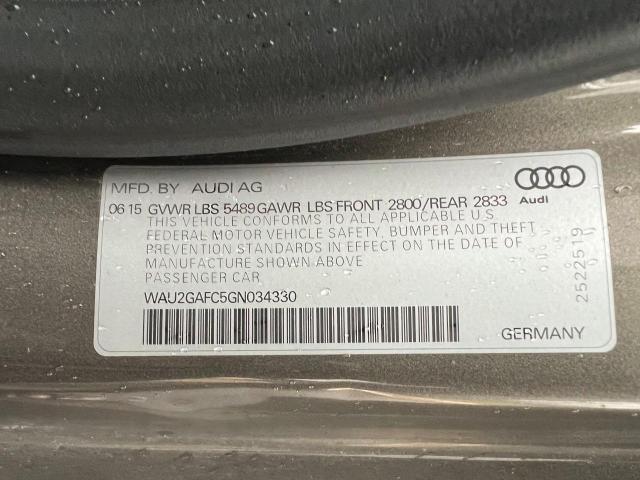 MFD. BY AUDI AG
06 15 GVWR LBS 5489 GAWR LBS FRONT 2800/REAR 2833
Audi
THIS VEHICLE CONFORMS TO ALL APPLICABLE U.S.
FEDERAL MOTOR VEHICLE SAFETY, BUMPER AND THEFT
PREVENTION STANDARDS IN EFFECT ON THE DATE OF
MANUFACTURE SHOWN ABOVE
PASSENGER CAR
WAU2GAFC5GN034330
GERMANY
2522519